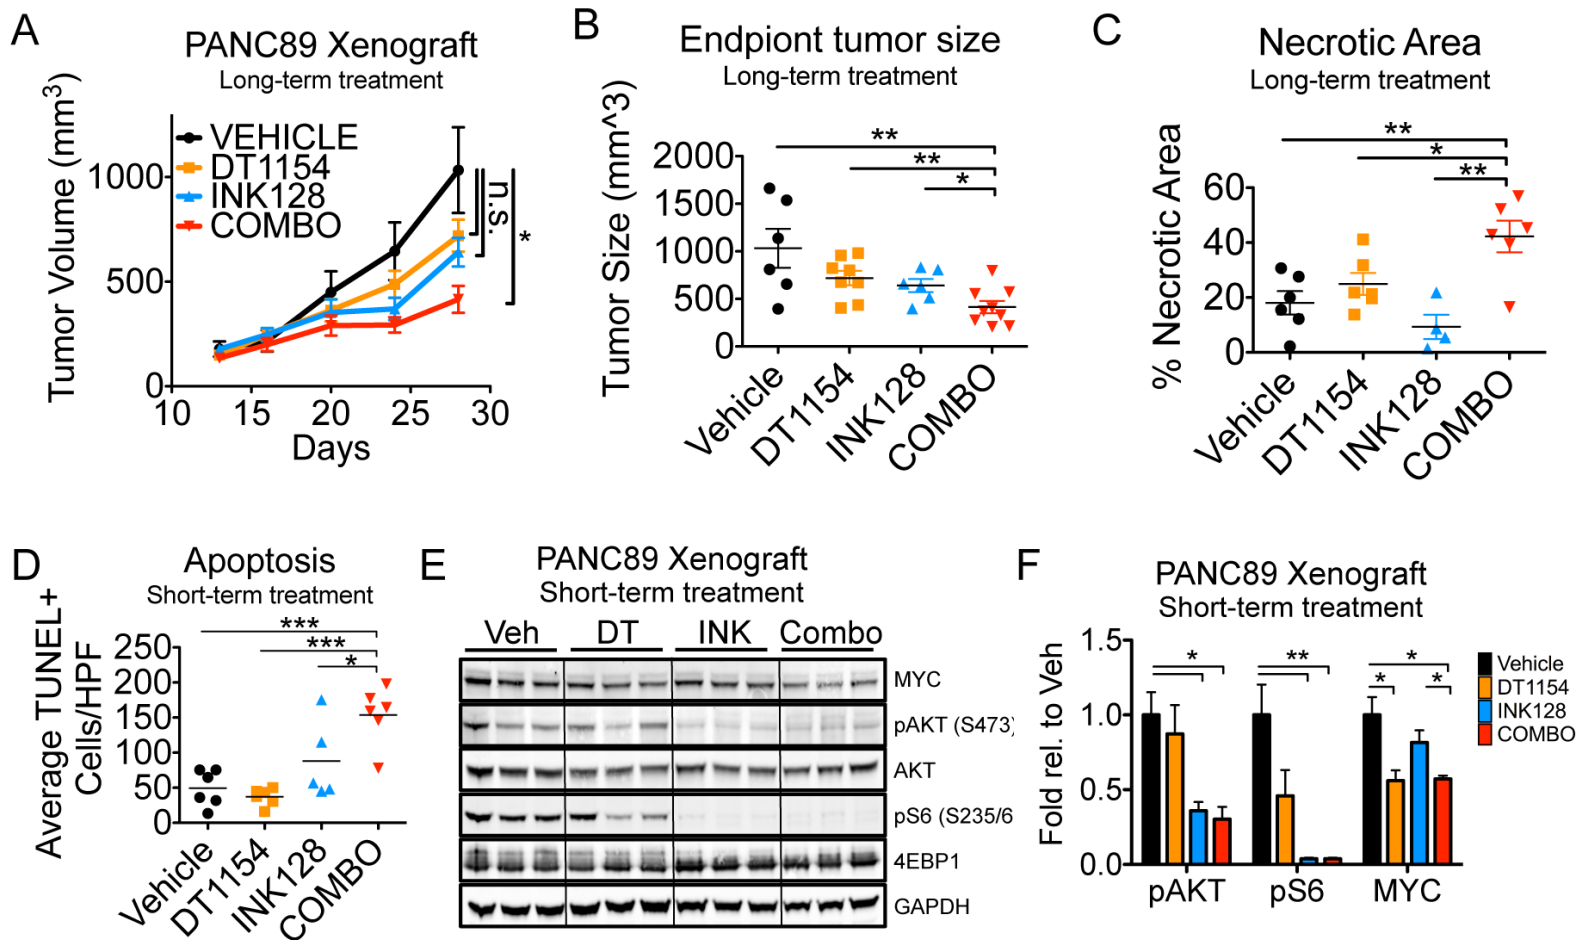 A
PANC89 Xenograft
Long-term treatment
Tumor Volume (mm3)
1000
500
0
10 15 20 25 30
Days
VEHICLE
DT1154
INK128
COMBO
n.s.
*
B
Endpiont tumor size
Long-term treatment
Tumor Size (mm^3)
2000
1500
1000
500
0
**
**
*
Vehicle
DT1154
INK128
COMBO
C
Necrotic Area
Long-term treatment
% Necrotic Area
60
40
20
0
**
*
**
Vehicle
DT1154
INK128
COMBO
D
Apoptosis
Short-term treatment
Average TUNEL+
Cells/HPF
250
200
150
100
50
0
***
***
*
Vehicle
DT1154
INK128
COMBO
E
PANC89 Xenograft
Short-term treatment
Veh DT INK Combo
MYC
pAKT (S473)
AKT
pS6 (S235/6
4EBP1
GAPDH
F
PANC89 Xenograft
Short-term treatment
Fold rel. to Veh
1.5
1.0
0.5
0.0
*
**
*
* *
pAKT pS6 MYC
Vehicle
DT1154
INK128
COMBO